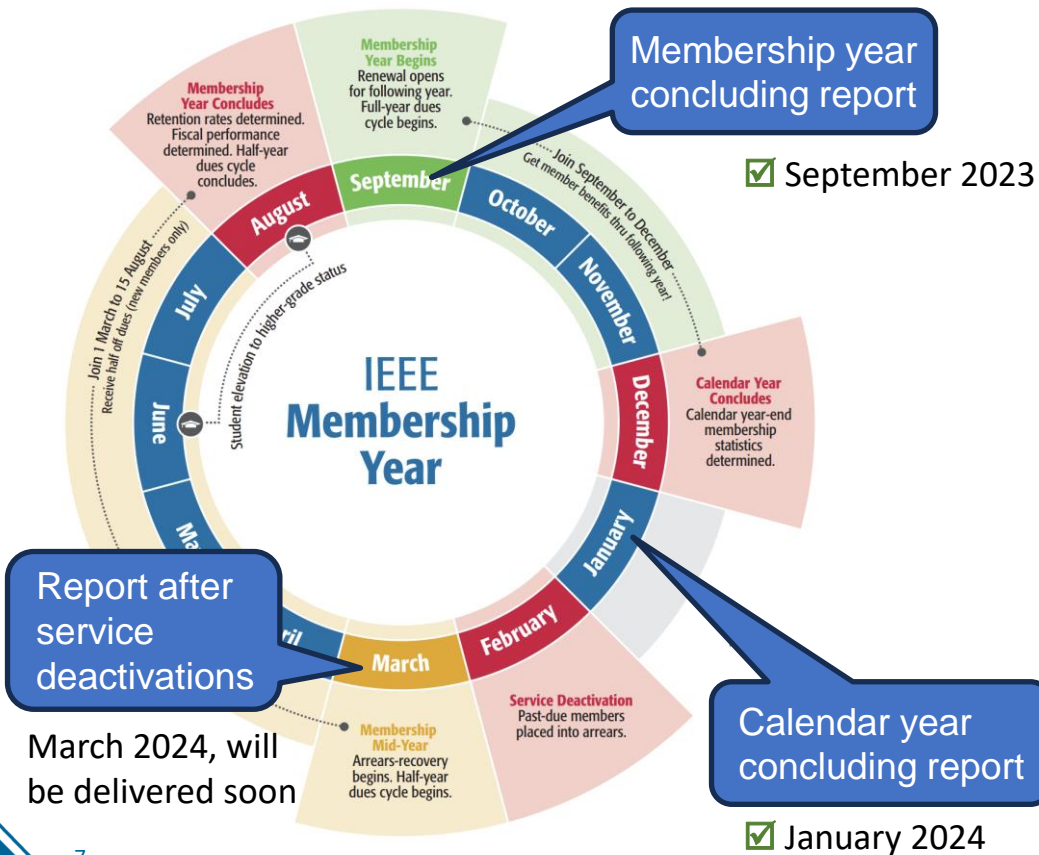 Membership year
concluding report
September 2023
Membership
Year Begins
Renewal opens
for following year.
Full-year dues
cycle begins.
Membership
Year Concludes
Retention rates determined.
Fiscal performance
determined. Half-year
dues cycle
concludes.
Join September to December
Get member benefits thru following year!
September
October
November
December
January
February
March
ril
Ma
June
July
August
Join 1 March to 15 August
Receive half off dues (new members only)
Student elevation to higher-grade status
IEEE
Membership
Year
Calendar Year
Concludes
Calendar year-end
membership
statistics
determined.
Report after
service
deactivations
March 2024, will
be delivered soon
Membership
Mid-Year
Arrears-recovery
begins. Half-year
dues cycle begins.
Service Deactivation
Past-due members
placed into arrears.
Calendar year
concluding report
January 2024
7